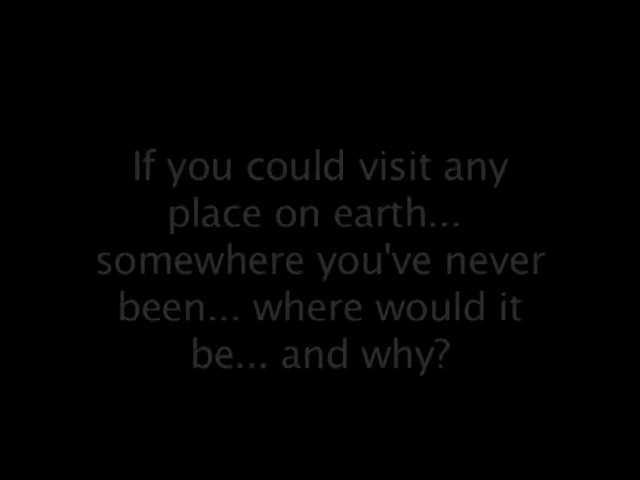 If you could visit any
place on earth...
somewhere you've never
been... where would it
be... and why?